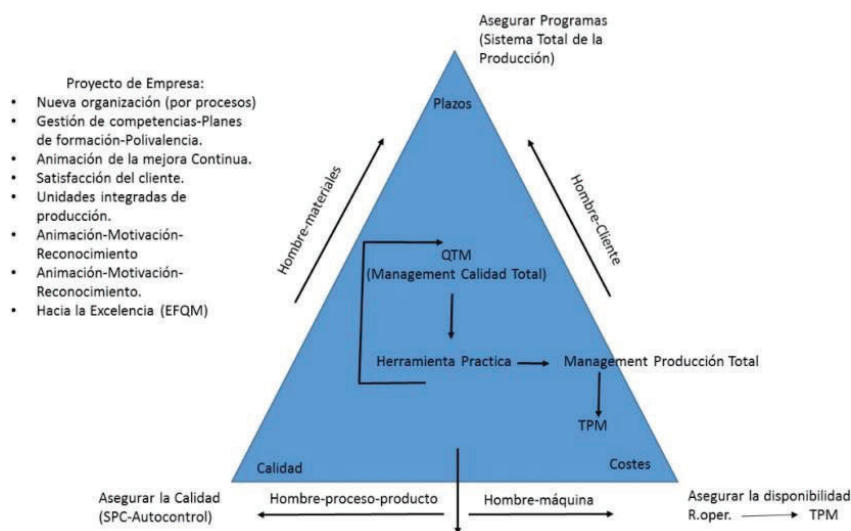 Asegurar Programas
(Sistema Total de la
Producción)
Proyecto de Empresa:
• Nueva organización (por procesos)
• Gestión de competencias-Planes
de formación-Polivalencia.
• Animación de la mejora Continua.
• Satisfacción del cliente.
• Unidades integradas de
producción.
• Animación-Motivación-
Reconocimiento
• Animación-Motivación-
Reconocimiento.
• Hacia la Excelencia (EFQM)
Plazos
Hombre-materiales
Hombre-Cliente
QTM
(Management Calidad Total)
Herramienta Practica
Management Producción Total
TPM
Calidad
Costes
Asegurar la Calidad
(SPC-Autocontrol)
Hombre-proceso-producto
Hombre-máquina
Asegurar la disponibilidad
R.oper. TPM